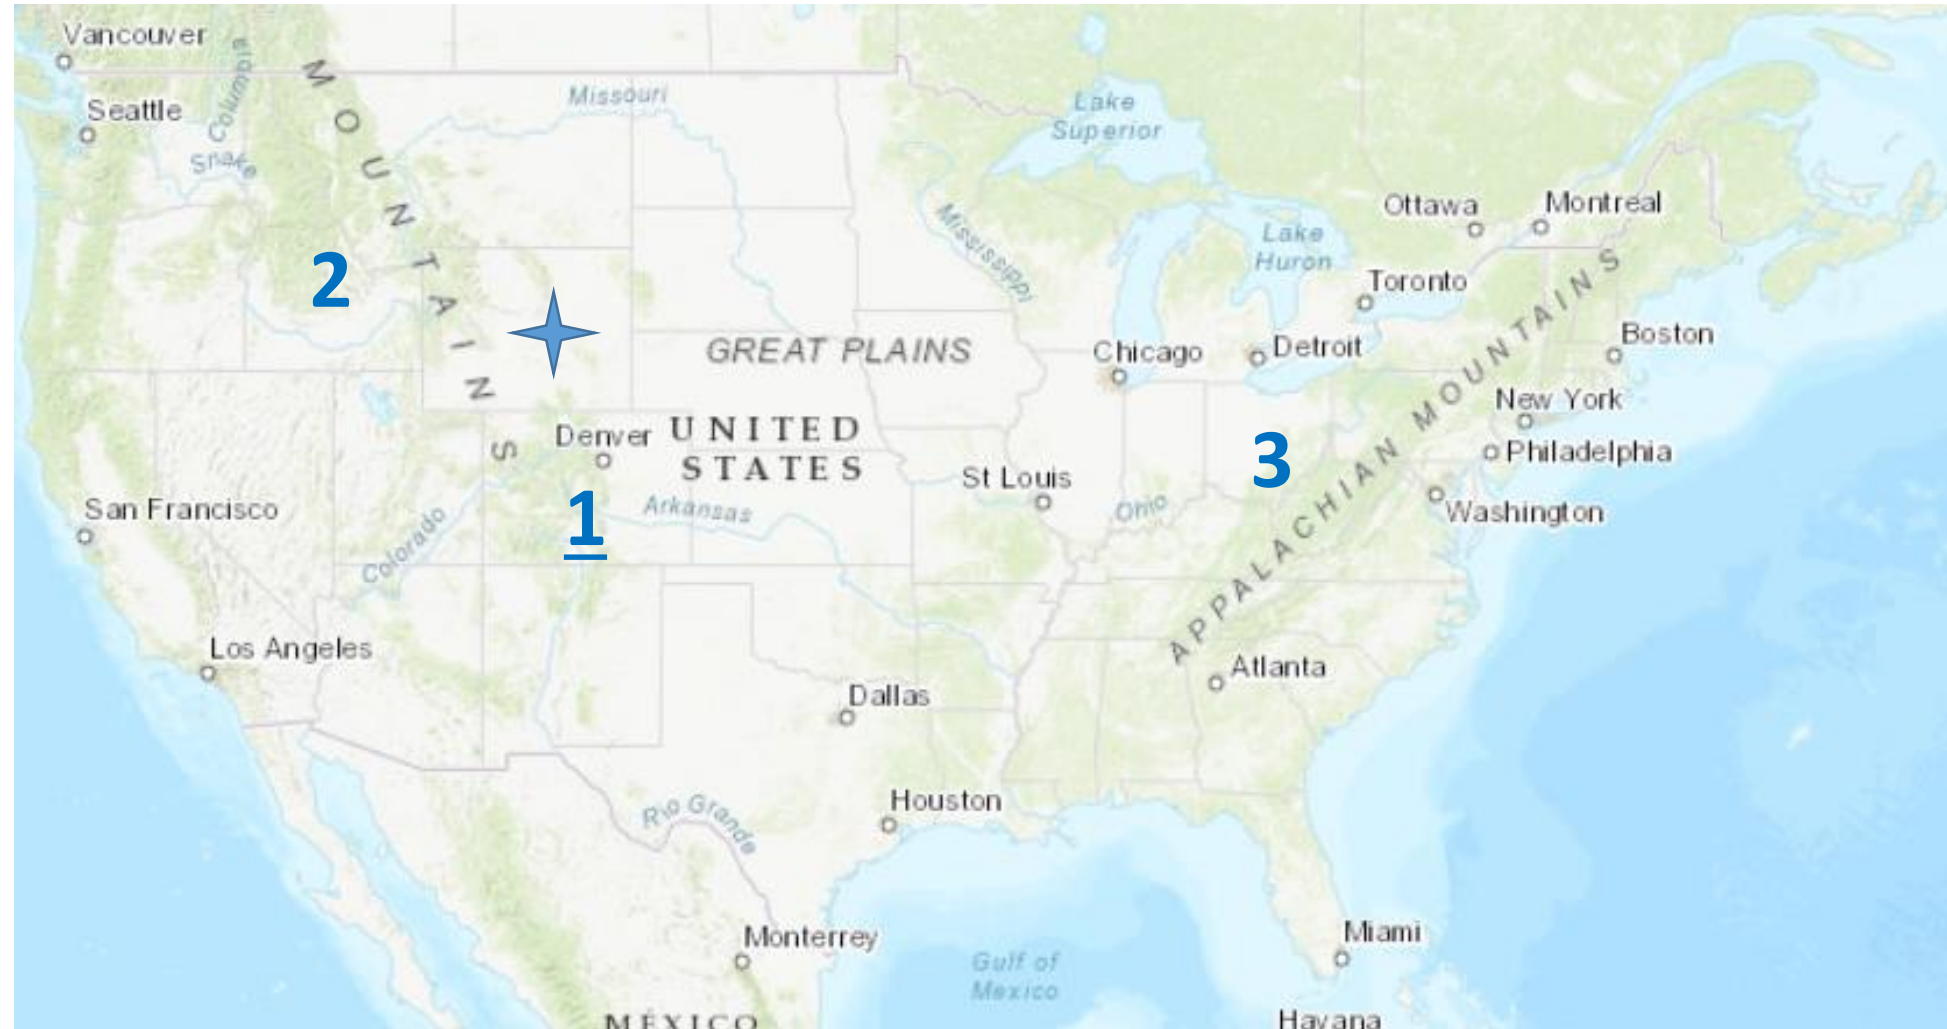 Vancouver
Seattle
Columbia
Snake
MOUNTAINS
Missouri
Lake
Superior
Mississippi
Lake
Huron
Ottawa
Montreal
Toronto
Boston
2
GREAT PLAINS
Chicago
Detroit
New York
Philadelphia
Washington
APPALACHIAN MOUNTAINS
Denver
UNITED
STATES
3
St Louis
Ohio
1
Arkansas
San Francisco
Colorado
Los Angeles
Atlanta
Dallas
Houston
Rio Grande
Monterrey
Miami
Gulf of
Mexico
MÉXICO
Havana